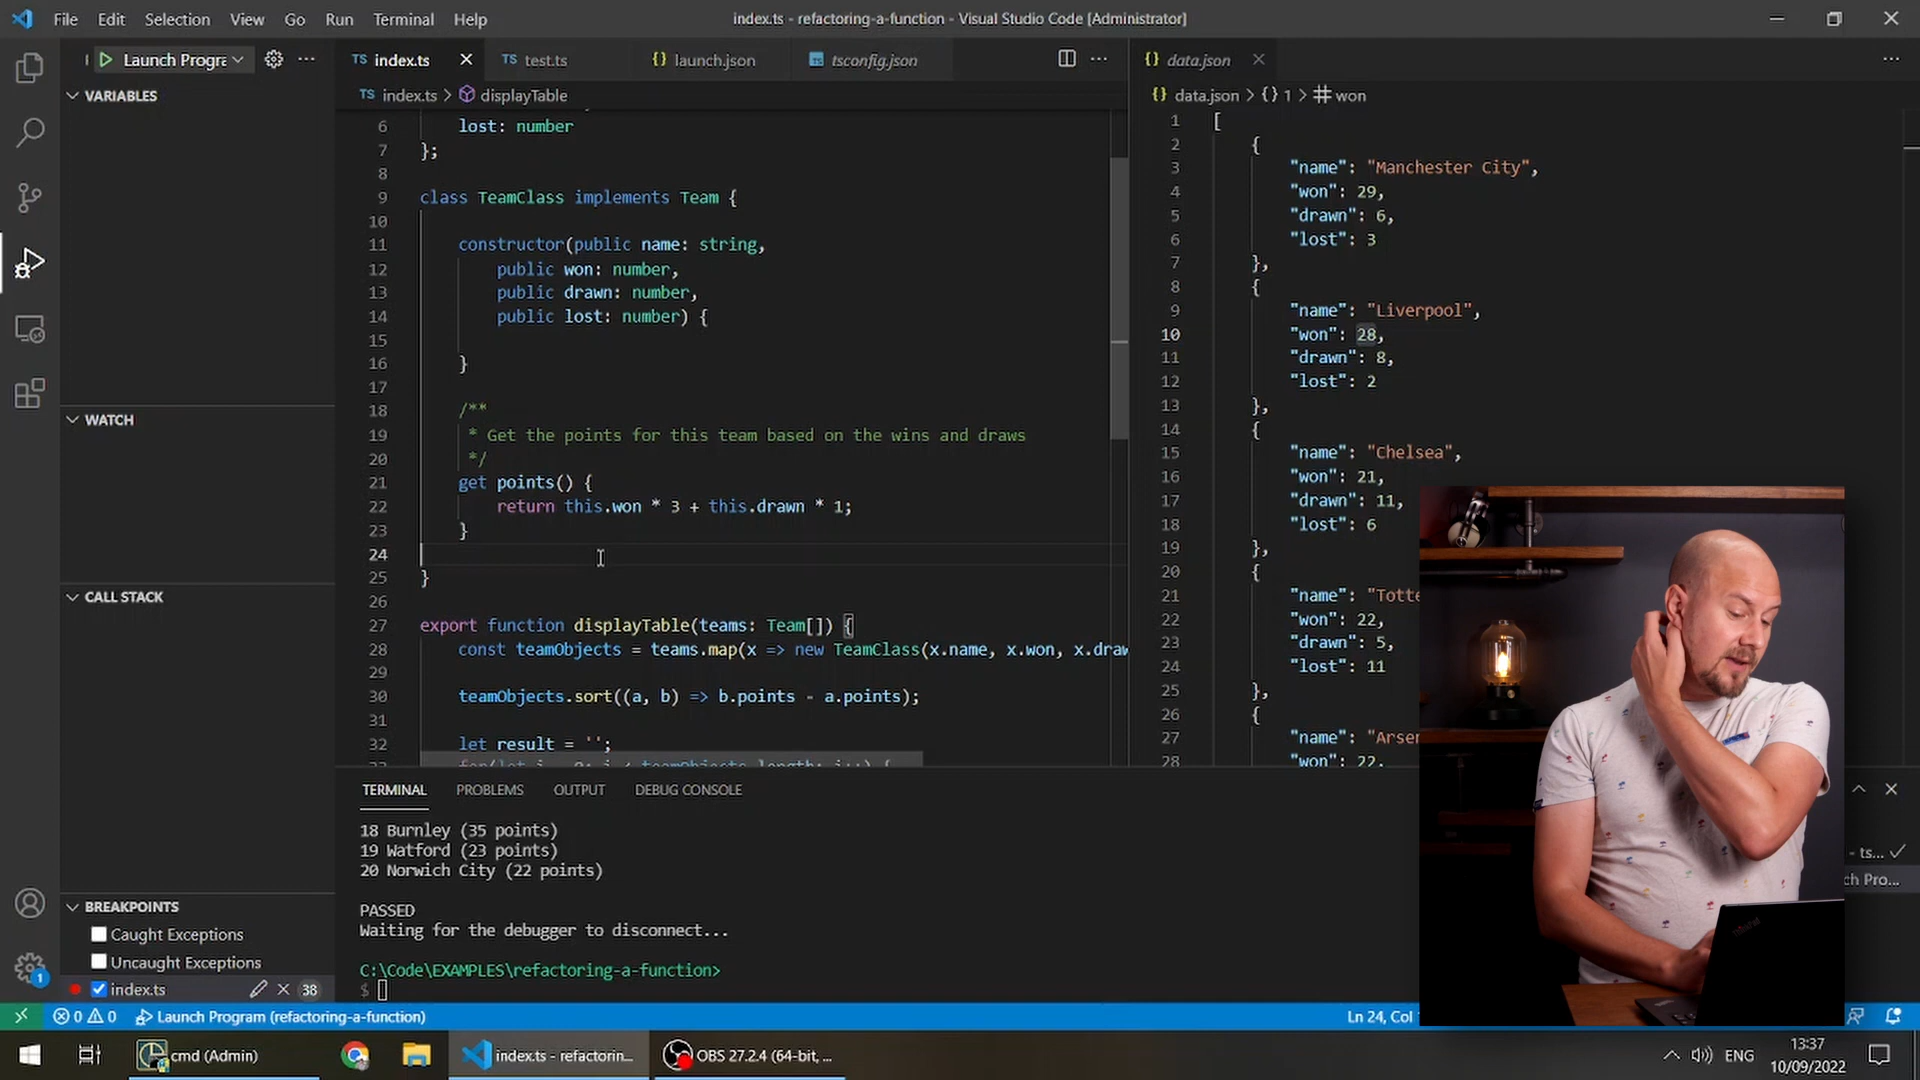 File Edit Selection View Go Run Terminal Help
index.ts - refactoring-a-function - Visual Studio Code [Administrator]
Launch Progra
TS index.ts
TS test.ts
{} launch.json
tsconfig.json
TS index.ts > displayTable
VARIABLES
WATCH
CALL STACK
BREAKPOINTS
Caught Exceptions
Uncaught Exceptions
index.ts 38
6 lost: number
7 };
8
9 class TeamClass implements Team {
10
11 constructor(public name: string,
12 public won: number,
13 public drawn: number,
14 public lost: number) {
15
16 }
17
18 /**
19 * Get the points for this team based on the wins and draws
20 */
21 get points() {
22 return this.won * 3 + this.drawn * 1;
23 }
24
25 }
26
27 export function displayTable(teams: Team[]) {
28 const teamObjects = teams.map(x => new TeamClass(x.name, x.won, x.draw
29
30 teamObjects.sort((a, b) => b.points - a.points);
31
32 let result = '';
{} data.json
{} data.json > {} 1 > # won
1 [
2 {
3 "name": "Manchester City",
4 "won": 29,
5 "drawn": 6,
6 "lost": 3
7 },
8 {
9 "name": "Liverpool",
10 "won": 28,
11 "drawn": 8,
12 "lost": 2
13 },
14 {
15 "name": "Chelsea",
16 "won": 21,
17 "drawn": 11,
18 "lost": 6
19 },
20 {
21 "name": "Totte
22 "won": 22,
23 "drawn": 5,
24 "lost": 11
25 },
26 {
27 "name": "Arsen
28 "won": 22,
TERMINAL PROBLEMS OUTPUT DEBUG CONSOLE
18 Burnley (35 points)
19 Watford (23 points)
20 Norwich City (22 points)
PASSED
Waiting for the debugger to disconnect...
C:\Code\EXAMPLES\refactoring-a-function>
$
- ts...
ch Pro...
1
0 0 Launch Program (refactoring-a-function)
Ln 24, Col
cmd (Admin)
index.ts - refactorin...
OBS 27.2.4 (64-bit, ...
ENG
13:37
10/09/2022